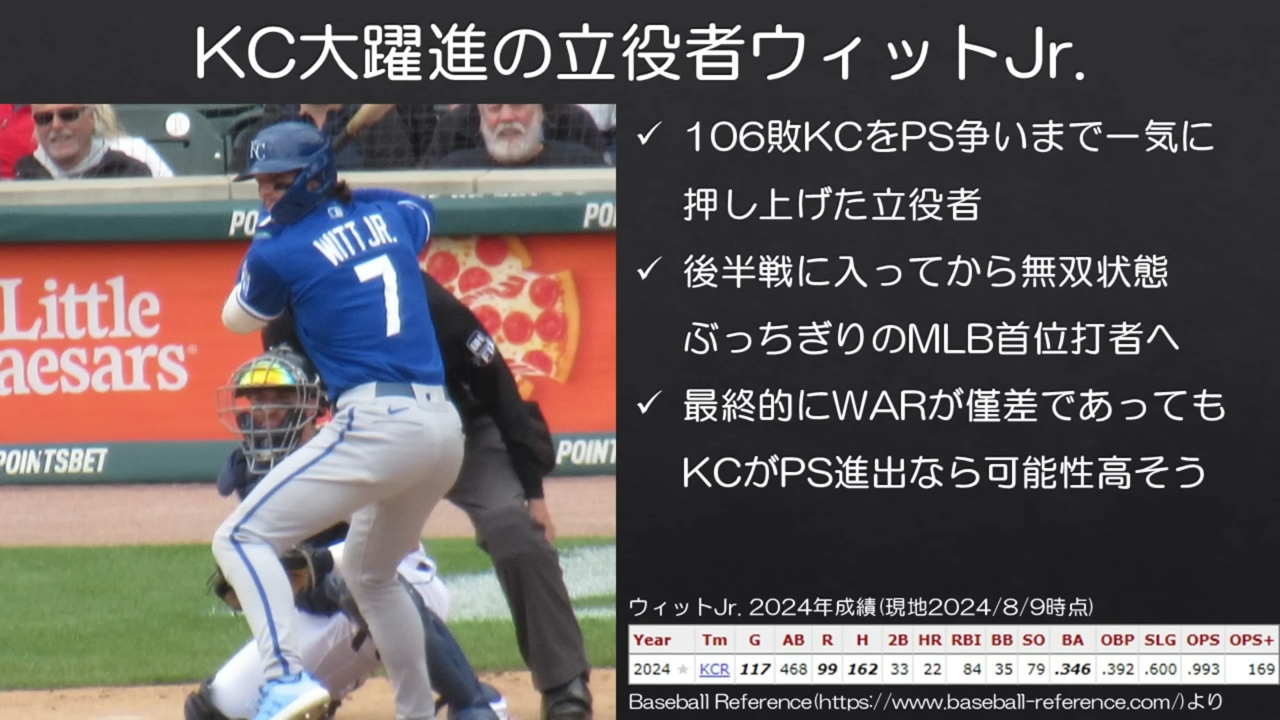 KC大躍進の立役者ウィットJr.
✓ 106敗KCをPS争いまで一気に
押し上げた立役者
✓ 後半戦に入ってから無双状態
ぶっちぎりのMLB首位打者へ
✓ 最終的にWARが僅差であっても
KCがPS進出なら可能性高そう
KC
PO
POI
WITT JR.
7
Little
aesars
POINTSBET
POINT
ウィットJr. 2024年成績(現地2024/8/9時点)
Year Tm G AB R H 2B HR RBI BB SO BA OBP SLG OPS OPS+
2024 ★ KCR 117 468 99 162 33 22 84 35 79 .346 .392 .600 .993 169
Baseball Reference(https://www.baseball-reference.com/)より